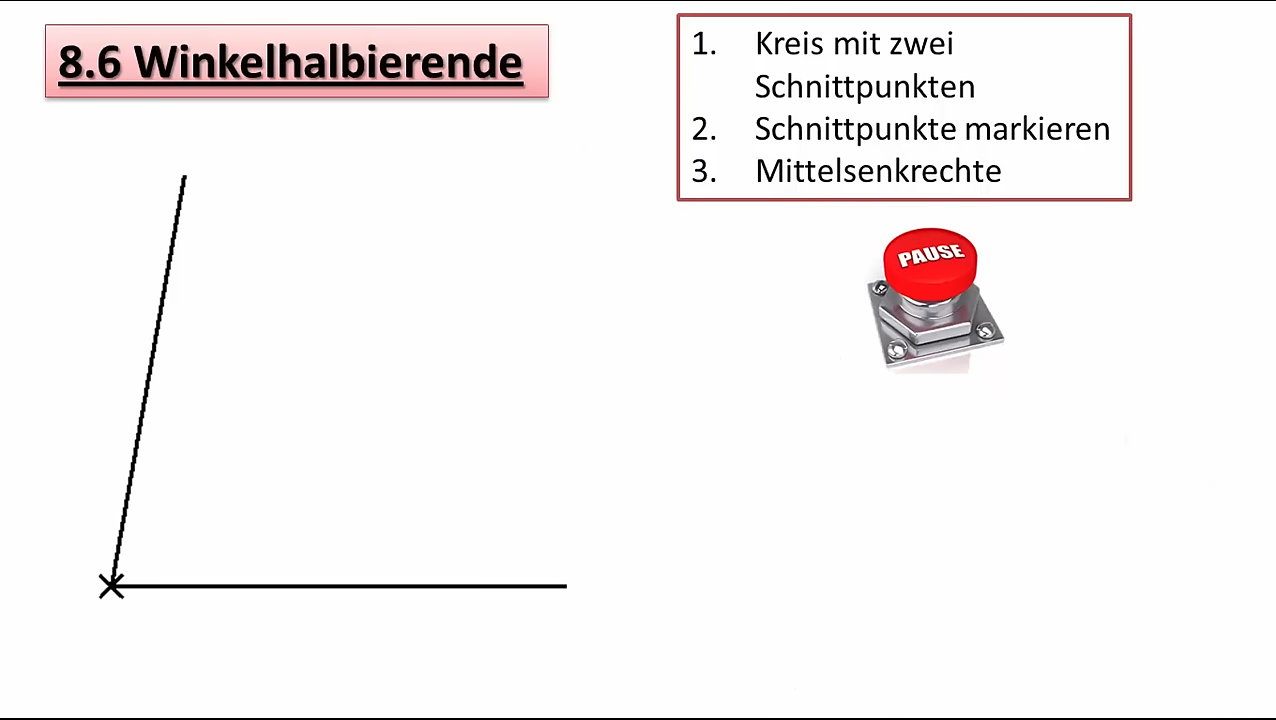 8.6 Winkelhalbierende
1. Kreis mit zwei
Schnittpunkten
2. Schnittpunkte markieren
3. Mittelsenkrechte
PAUSE